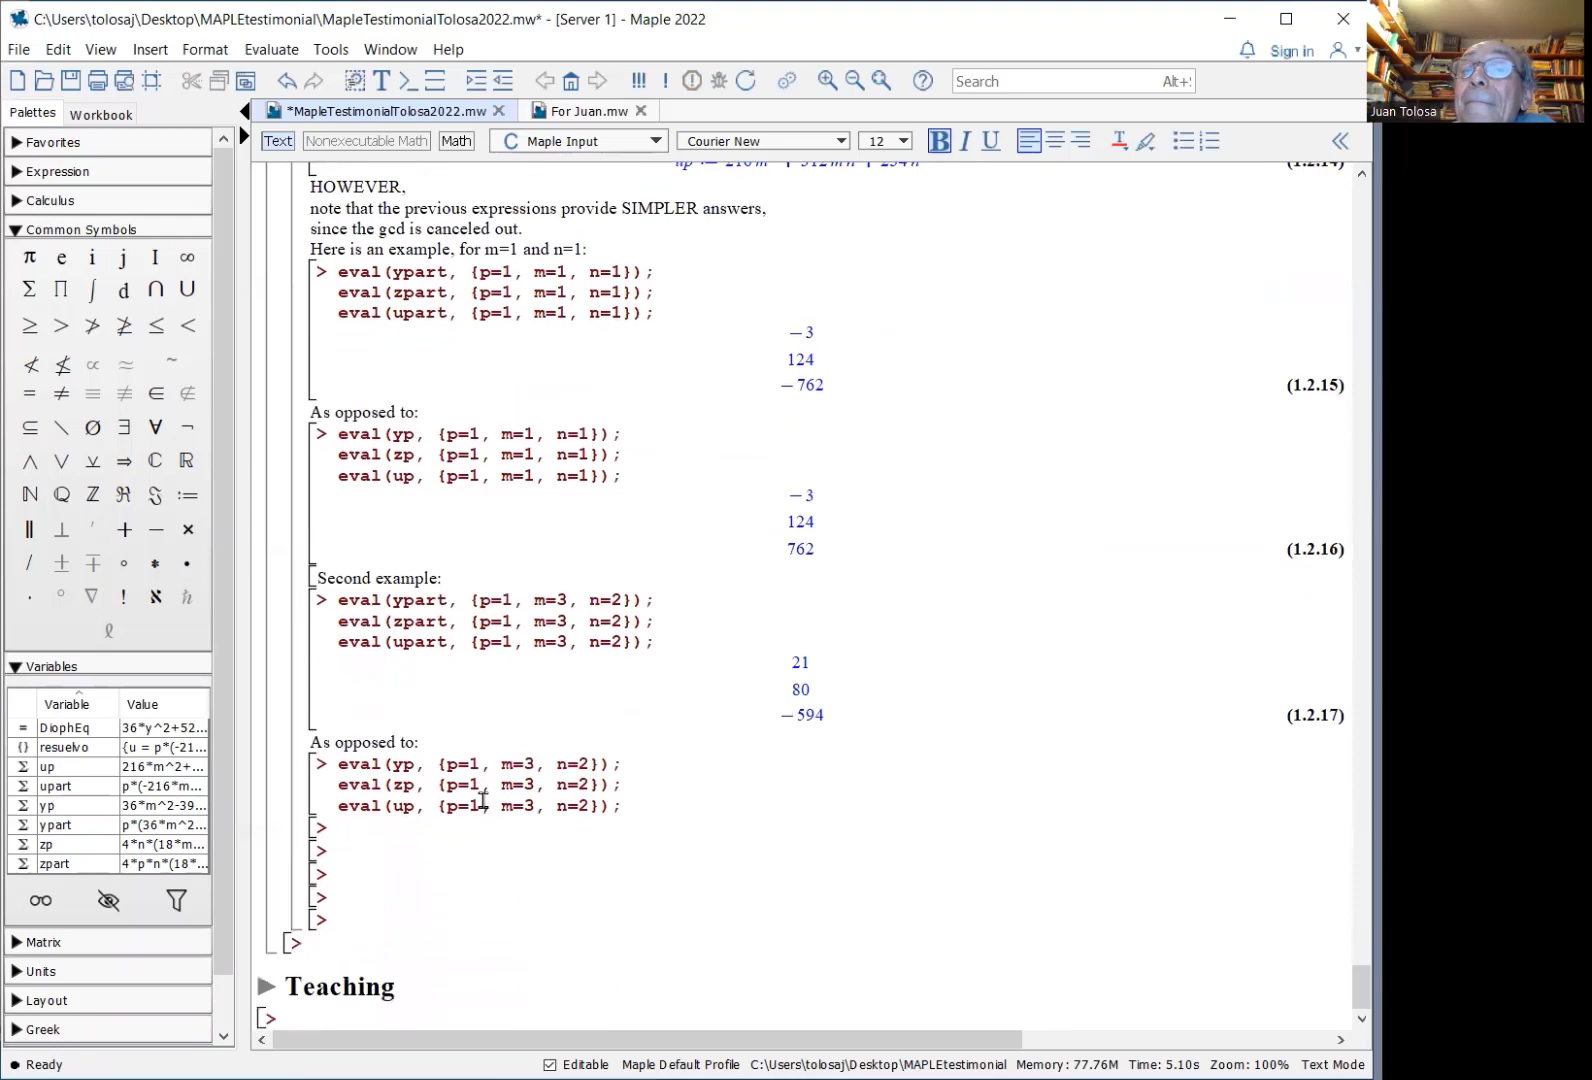 C:\Users\tolosaj\Desktop\MAPLEtestimonial\MapleTestimonialTolosa2022.mw* - [Server 1] - Maple 2022
File Edit View Insert Format Evaluate Tools Window Help
Sign in
Search Alt+S
Juan Tolosa
Palettes Workbook
*MapleTestimonialTolosa2022.mw For Juan.mw
Text Nonexecutable Math Math C Maple Input Courier New 12 B I U
Favorites
Expression
Calculus
Common Symbols
π e i j I ∞
Σ Π ∫ d ∩ ∪
≥ > ≯ ≱ ≤ <
≮ ≰ ∝ ≈ ~
= ≠ ≡ ≢ ∈ ∉
⊆ \ Ø ∃ ∀ ¬
∧ ∨ ⊻ ⇒ ℂ ℝ
ℕ ℚ ℤ ℜ ℑ :=
∥ ⊥ ′ + − ×
/ ± ∓ ∘ * •
· ° ∇ ! ℵ ℏ
ℓ
Variables
Variable Value
= DiophEq 36*y^2+52...
{} resuelvo {u = p*(-21...
Σ up 216*m^2+...
Σ upart p*(-216*m...
Σ yp 36*m^2-39...
Σ ypart p*(36*m^2...
Σ zp 4*n*(18*m...
Σ zpart 4*p*n*(18*...
Matrix
Units
Layout
Greek
(1.2.14)
HOWEVER,
note that the previous expressions provide SIMPLER answers,
since the gcd is canceled out.
Here is an example, for m=1 and n=1:
> eval(ypart, {p=1, m=1, n=1});
eval(zpart, {p=1, m=1, n=1});
eval(upart, {p=1, m=1, n=1});
−3
124
−762 (1.2.15)
As opposed to:
> eval(yp, {p=1, m=1, n=1});
eval(zp, {p=1, m=1, n=1});
eval(up, {p=1, m=1, n=1});
−3
124
762 (1.2.16)
Second example:
> eval(ypart, {p=1, m=3, n=2});
eval(zpart, {p=1, m=3, n=2});
eval(upart, {p=1, m=3, n=2});
21
80
−594 (1.2.17)
As opposed to:
> eval(yp, {p=1, m=3, n=2});
eval(zp, {p=1, m=3, n=2});
eval(up, {p=1, m=3, n=2});
>
>
>
>
>
>
Teaching
>
Ready Editable Maple Default Profile C:\Users\tolosaj\Desktop\MAPLEtestimonial Memory: 77.76M Time: 5.10s Zoom: 100% Text Mode